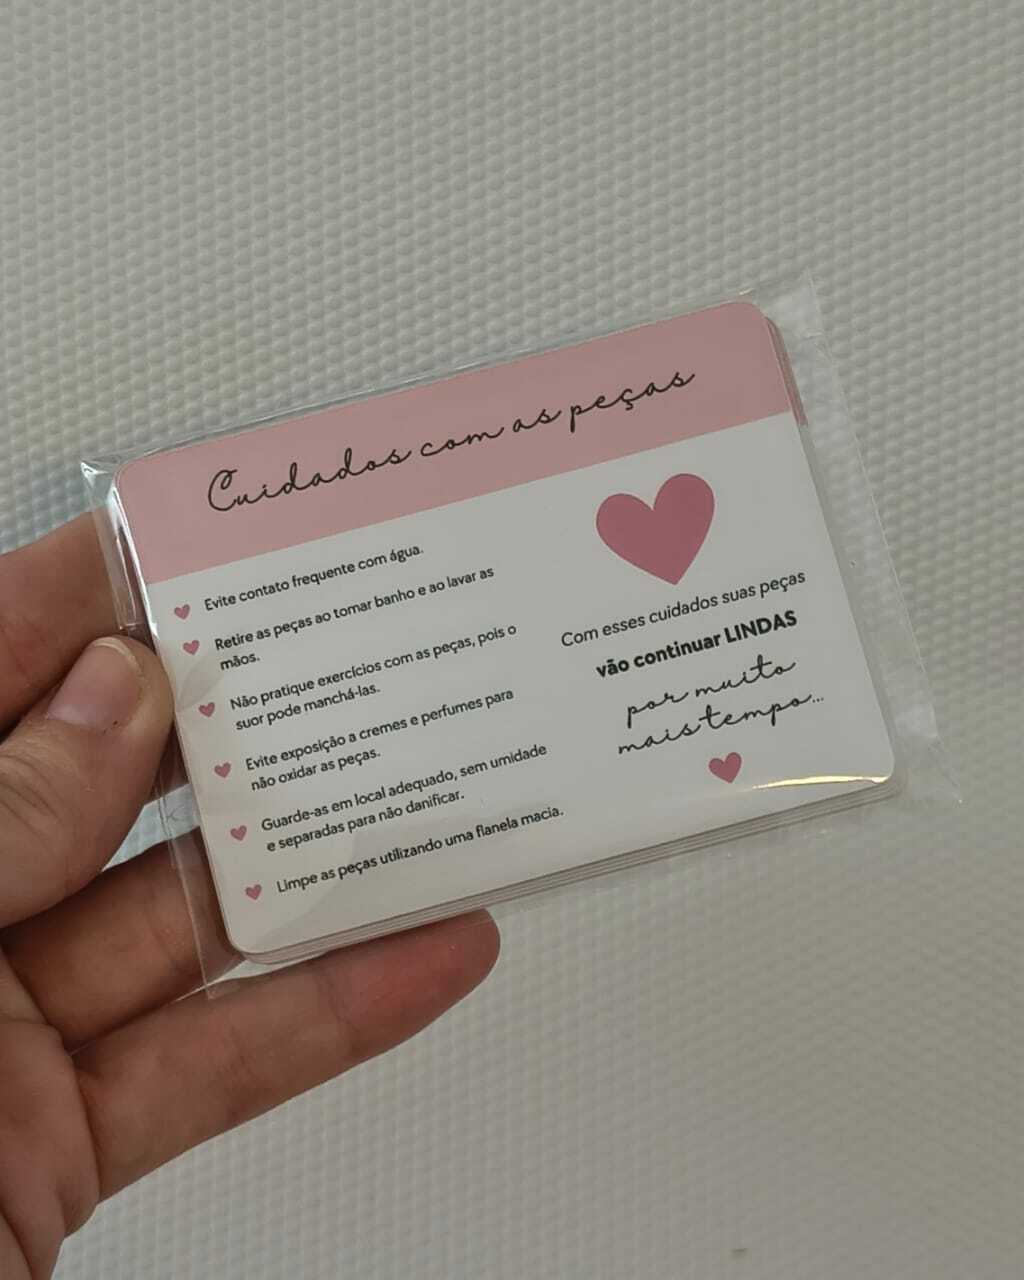 Cuidados com as peças
Evite contato frequente com água.
Retire as peças ao tomar banho e ao lavar as
mãos.
Não pratique exercícios com as peças, pois o
suor pode manchá-las.
Evite exposição a cremes e perfumes para
não oxidar as peças.
Guarde-as em local adequado, sem umidade
e separadas para não danificar.
Limpe as peças utilizando uma flanela macia.
Com esses cuidados suas peças
vão continuar LINDAS
por muito
mais tempo...